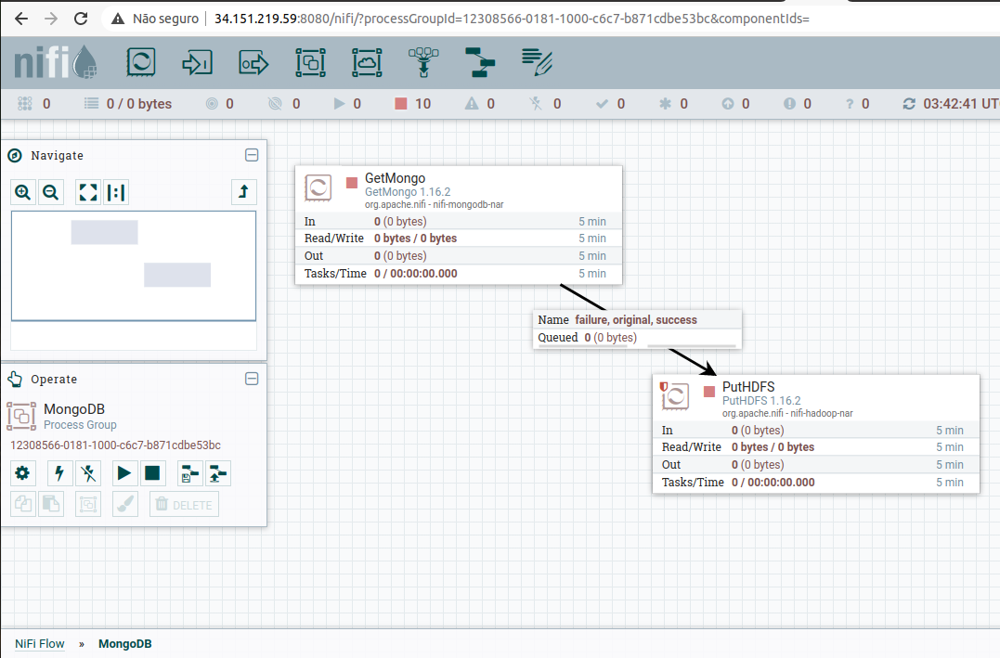 Não seguro | 34.151.219.59:8080/nifi/?processGroupId=12308566-0181-1000-c6c7-b871cdbe53bc&componentIds=
nifi
0 0 / 0 bytes 0 0 0 10 0 0 0 0 0 0 0 03:42:41 UT
Navigate
GetMongo
GetMongo 1.16.2
org.apache.nifi - nifi-mongodb-nar
In 0 (0 bytes) 5 min
Read/Write 0 bytes / 0 bytes 5 min
Out 0 (0 bytes) 5 min
Tasks/Time 0 / 00:00:00.000 5 min
Name failure, original, success
Queued 0 (0 bytes)
PutHDFS
PutHDFS 1.16.2
org.apache.nifi - nifi-hadoop-nar
In 0 (0 bytes) 5 min
Read/Write 0 bytes / 0 bytes 5 min
Out 0 (0 bytes) 5 min
Tasks/Time 0 / 00:00:00.000 5 min
Operate
MongoDB
Process Group
12308566-0181-1000-c6c7-b871cdbe53bc
DELETE
NiFi Flow » MongoDB